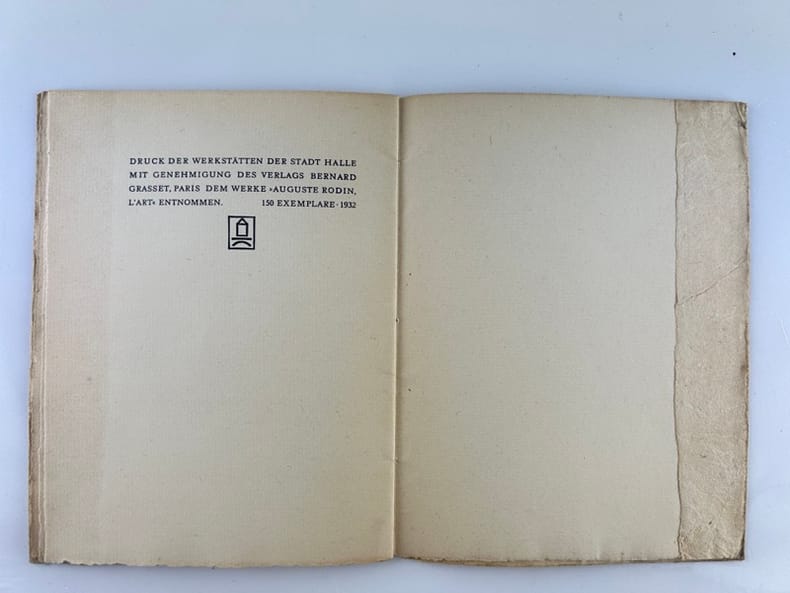 DRUCK DER WERKSTÄTTEN DER STADT HALLE
MIT GENEHMIGUNG DES VERLAGS BERNARD
GRASSET, PARIS DEM WERKE »AUGUSTE RODIN,
L'ART« ENTNOMMEN. 150 EXEMPLARE · 1932